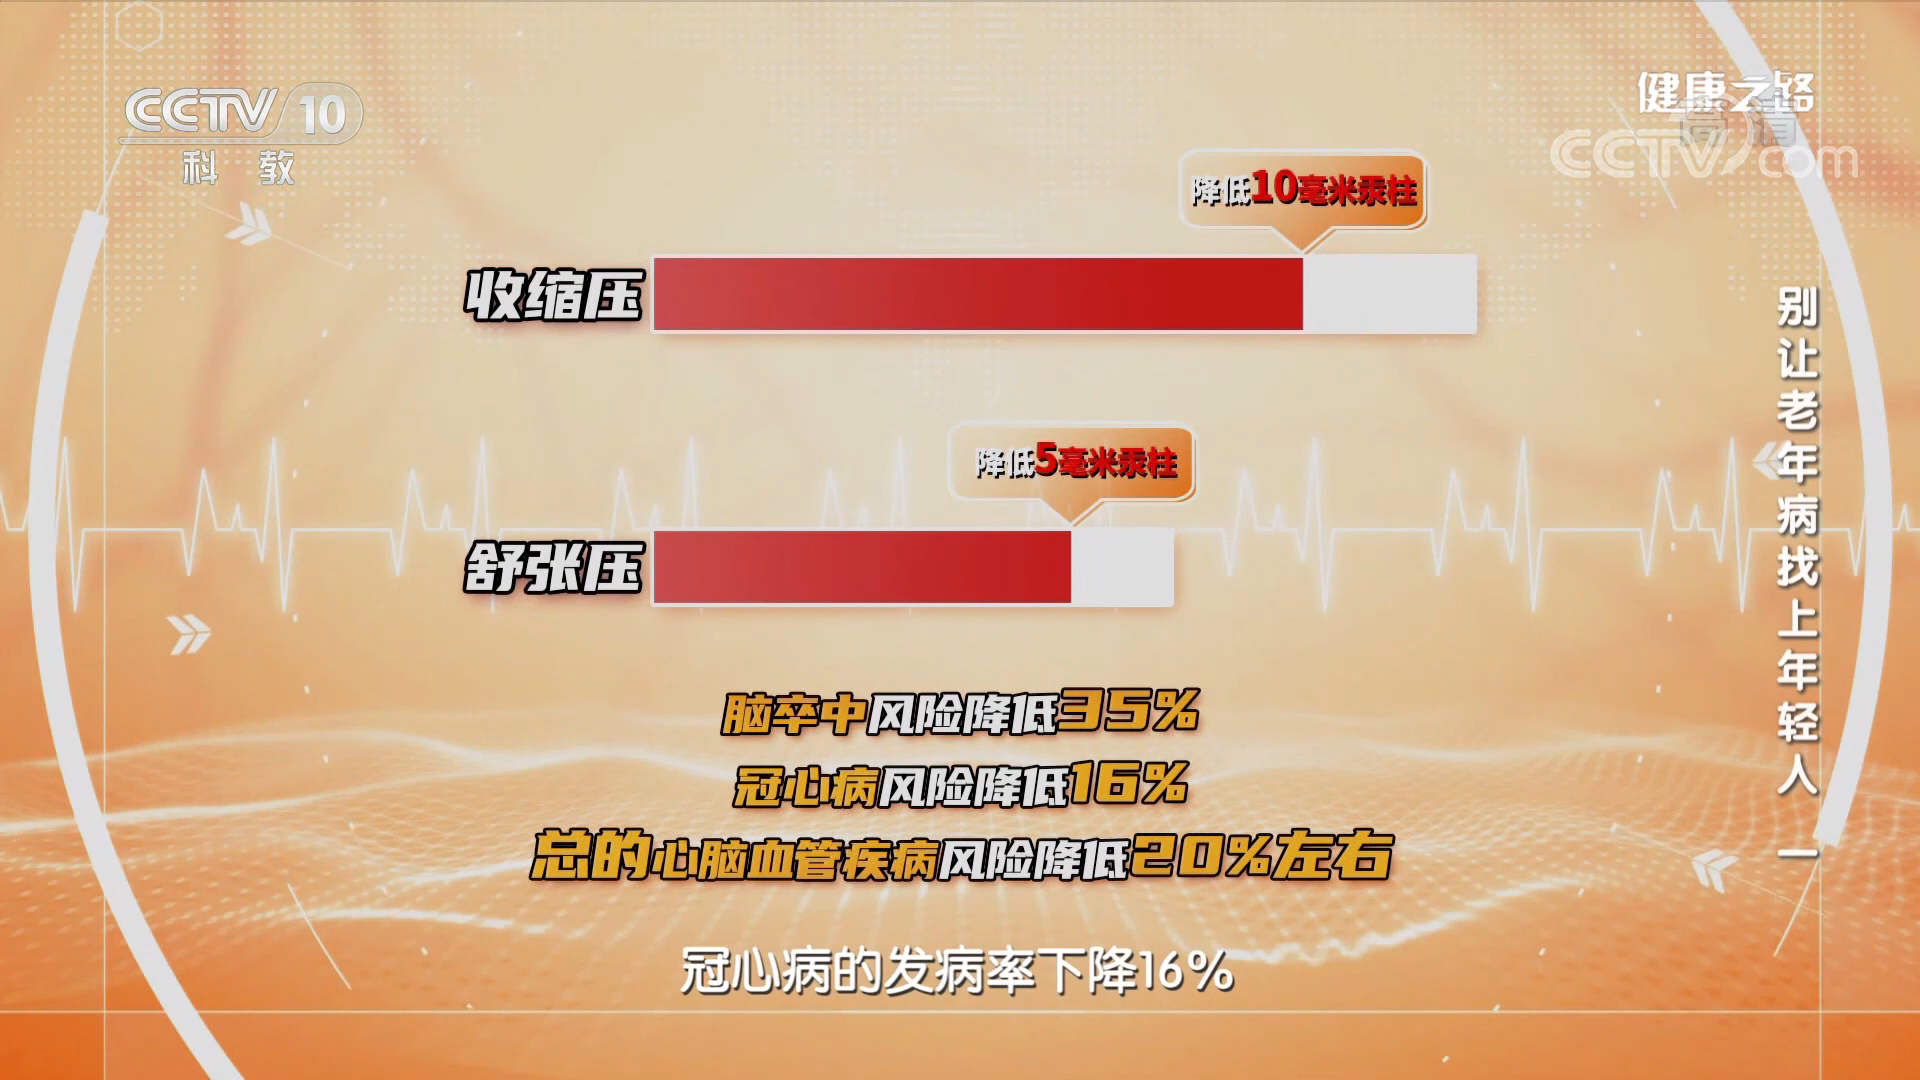 CCTV 10
科教
健康之路
高清
CCTV.com
降低10毫米汞柱
收缩压
降低5毫米汞柱
舒张压
脑卒中风险降低35%
冠心病风险降低16%
总的心脑血管疾病风险降低20%左右
冠心病的发病率下降16%
别让老年病找上年轻人一